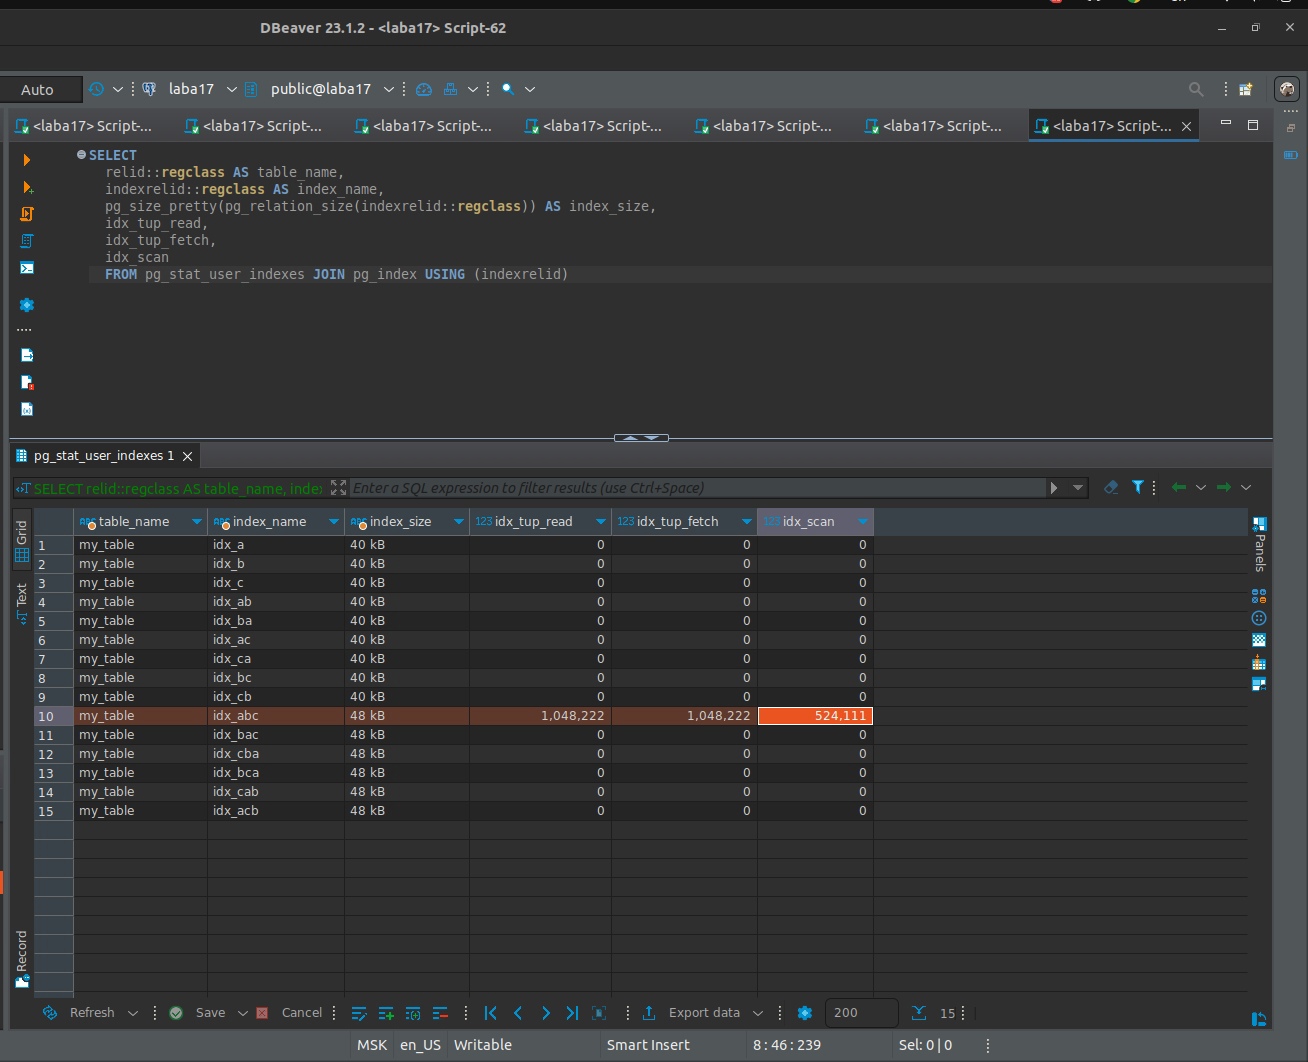 DBeaver 23.1.2 - <laba17> Script-62
Auto laba17 public@laba17
<laba17> Script-... <laba17> Script-... <laba17> Script-... <laba17> Script-... <laba17> Script-... <laba17> Script-... <laba17> Script-...
SELECT
relid::regclass AS table_name,
indexrelid::regclass AS index_name,
pg_size_pretty(pg_relation_size(indexrelid::regclass)) AS index_size,
idx_tup_read,
idx_tup_fetch,
idx_scan
FROM pg_stat_user_indexes JOIN pg_index USING (indexrelid)
pg_stat_user_indexes 1
SELECT relid::regclass AS table_name, index Enter a SQL expression to filter results (use Ctrl+Space)
Grid
Text
Record
table_name index_name index_size 123 idx_tup_read 123 idx_tup_fetch 123 idx_scan
1 my_table idx_a 40 kB 0 0 0
2 my_table idx_b 40 kB 0 0 0
3 my_table idx_c 40 kB 0 0 0
4 my_table idx_ab 40 kB 0 0 0
5 my_table idx_ba 40 kB 0 0 0
6 my_table idx_ac 40 kB 0 0 0
7 my_table idx_ca 40 kB 0 0 0
8 my_table idx_bc 40 kB 0 0 0
9 my_table idx_cb 40 kB 0 0 0
10 my_table idx_abc 48 kB 1,048,222 1,048,222 524,111
11 my_table idx_bac 48 kB 0 0 0
12 my_table idx_cba 48 kB 0 0 0
13 my_table idx_bca 48 kB 0 0 0
14 my_table idx_cab 48 kB 0 0 0
15 my_table idx_acb 48 kB 0 0 0
Panels
Refresh Save Cancel Export data 200 15
MSK en_US Writable Smart Insert 8:46:239 Sel: 0 | 0